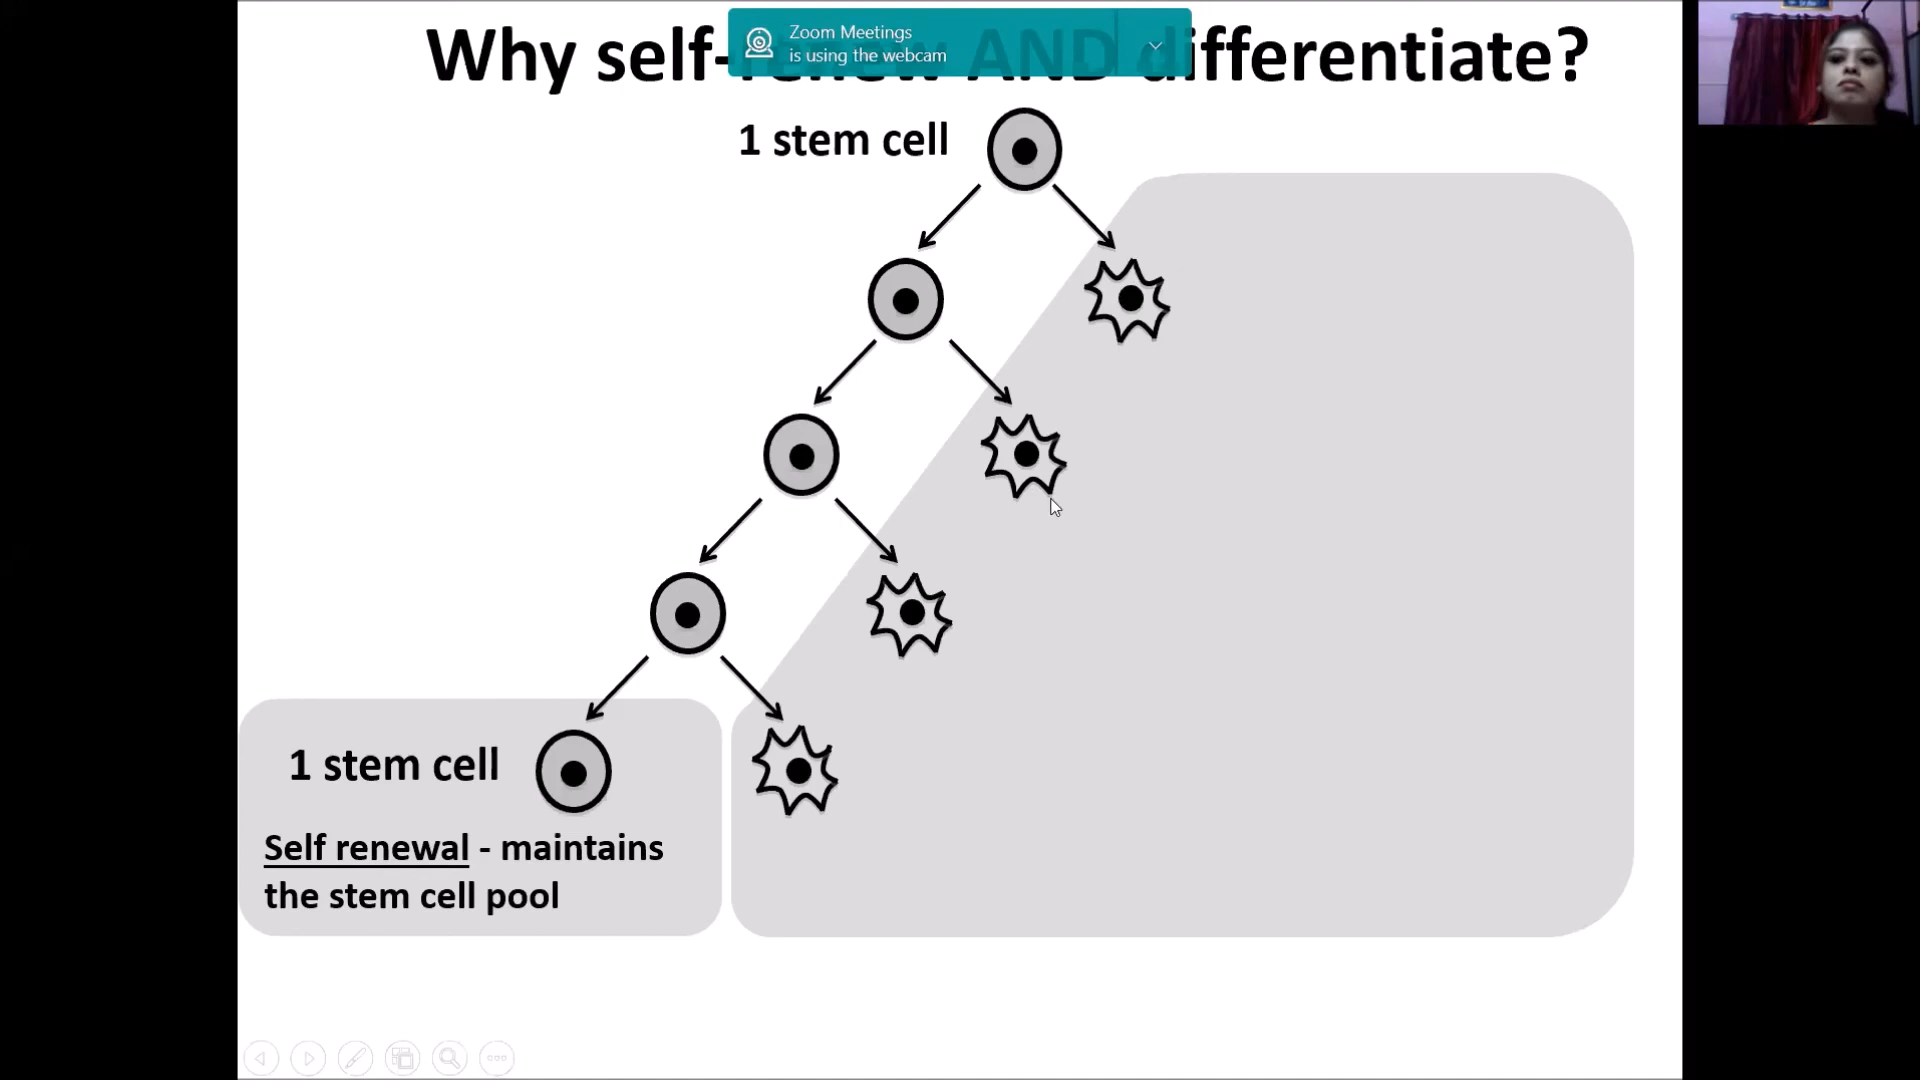 Why self-renew AND differentiate?
Zoom Meetings
is using the webcam
1 stem cell
1 stem cell
Self renewal - maintains
the stem cell pool